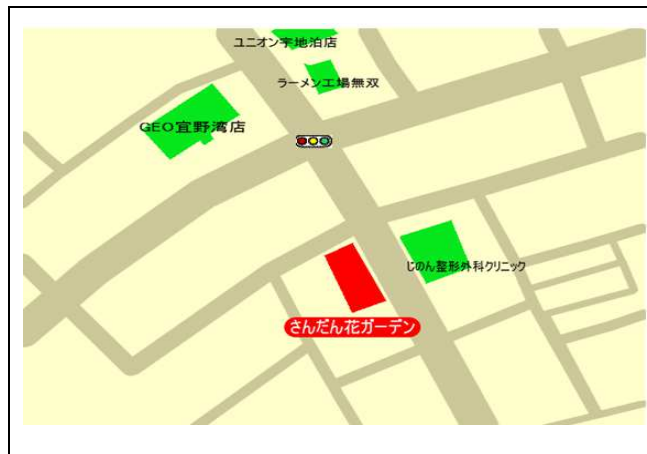 ユニオン宇地泊店
ラーメン工場無双
GEO宜野湾店
じのん整形外科クリニック
さんだん花ガーデン